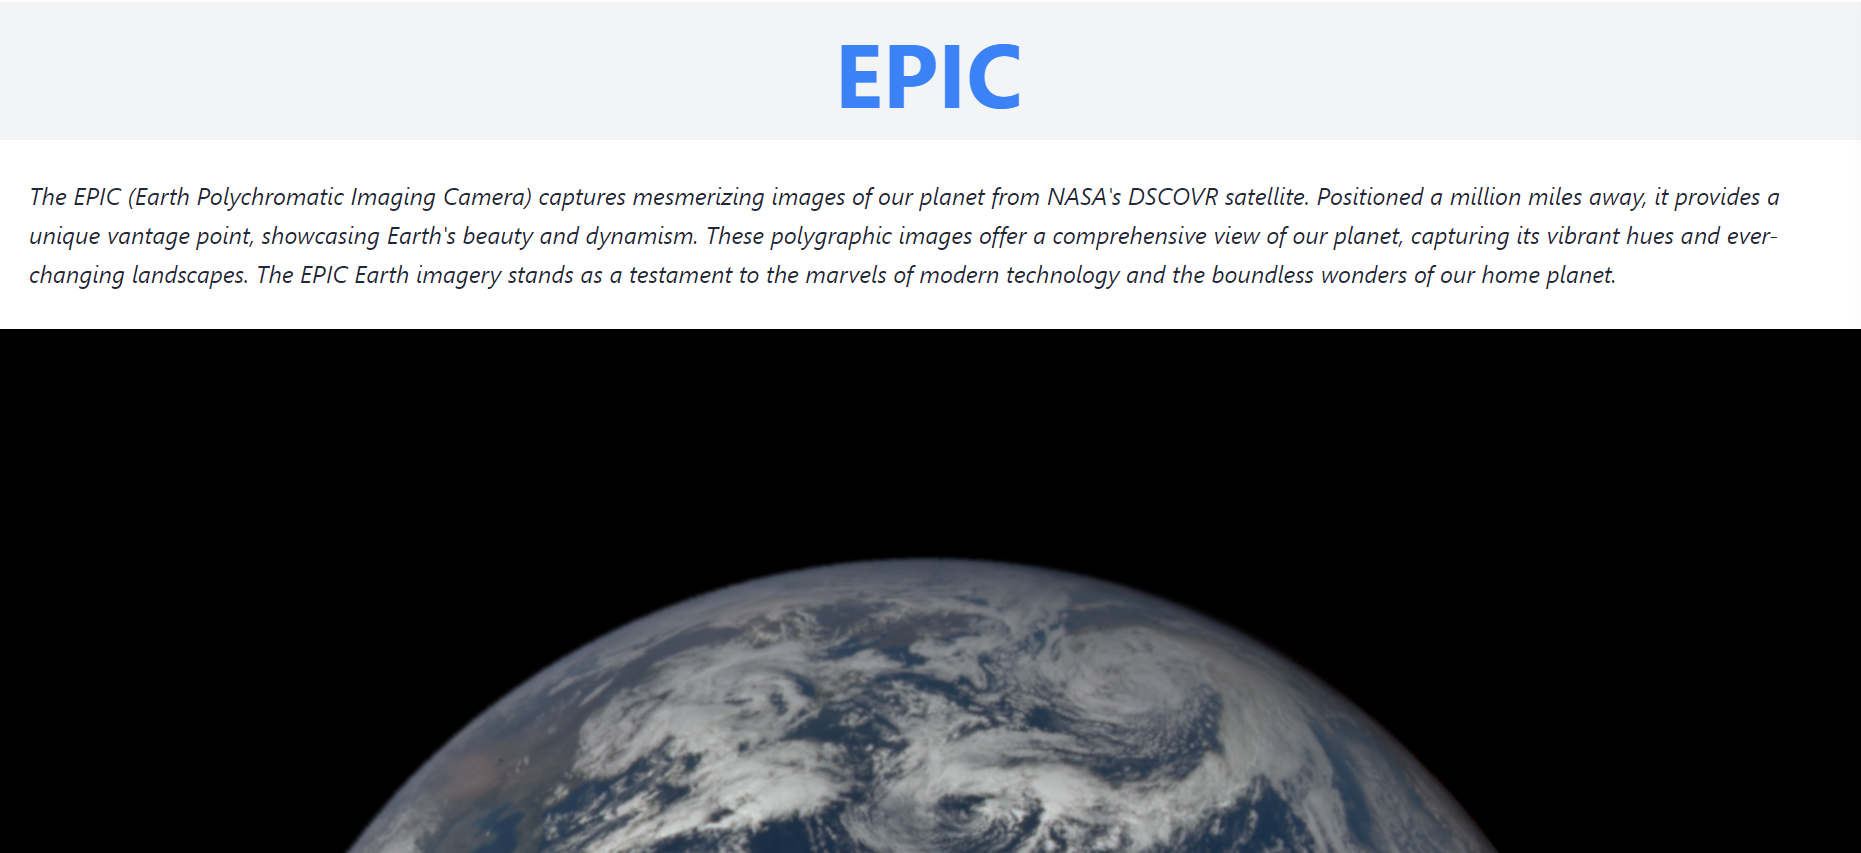 EPIC
The EPIC (Earth Polychromatic Imaging Camera) captures mesmerizing images of our planet from NASA's DSCOVR satellite. Positioned a million miles away, it provides a
unique vantage point, showcasing Earth's beauty and dynamism. These polygraphic images offer a comprehensive view of our planet, capturing its vibrant hues and ever-
changing landscapes. The EPIC Earth imagery stands as a testament to the marvels of modern technology and the boundless wonders of our home planet.